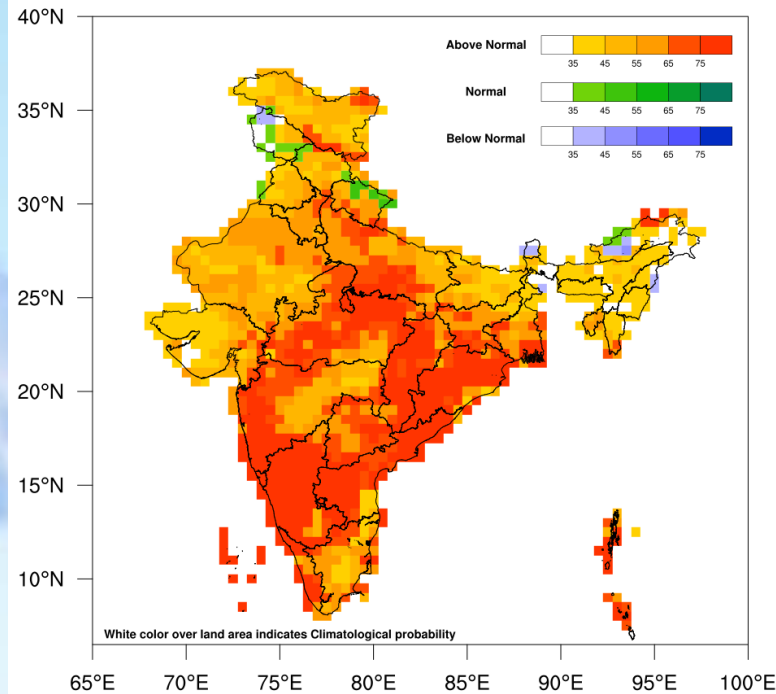 40°N
35°N
30°N
25°N
20°N
15°N
10°N
Above Normal
35 45 55 65 75
Normal
35 45 55 65 75
Below Normal
35 45 55 65 75
White color over land area indicates Climatological probability
65°E 70°E 75°E 80°E 85°E 90°E 95°E 100°E